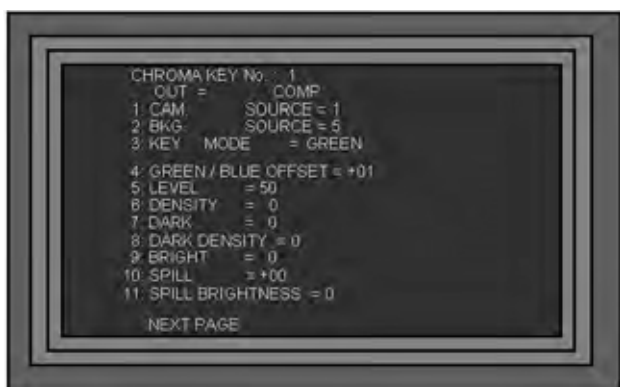 CHROMA KEY No. 1
OUT = COMP
1 CAM SOURCE = 1
2 BKG SOURCE = 5
3 KEY MODE = GREEN
4 GREEN / BLUE OFFSET = +01
5 LEVEL = 50
6 DENSITY = 0
7 DARK = 0
8 DARK DENSITY = 0
9 BRIGHT = 0
10 SPILL = +00
11 SPILL BRIGHTNESS = 0
NEXT PAGE